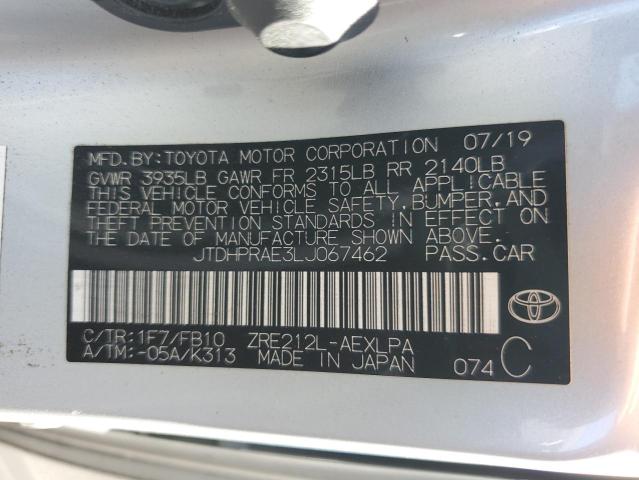 MFD.BY:TOYOTA MOTOR CORPORATION 07/19
GVWR 3935LB GAWR FR 2315LB RR 2140LB
THIS VEHICLE CONFORMS TO ALL APPLICABLE
FEDERAL MOTOR VEHICLE SAFETY,BUMPER,AND
THEFT PREVENTION STANDARDS IN EFFECT ON
THE DATE OF MANUFACTURE SHOWN ABOVE.
JTDHPRAE3LJ067462 PASS.CAR
C/TR:1F7/FB10 ZRE212L-AEXLPA
A/TM:-05A/K313 MADE IN JAPAN 074 C